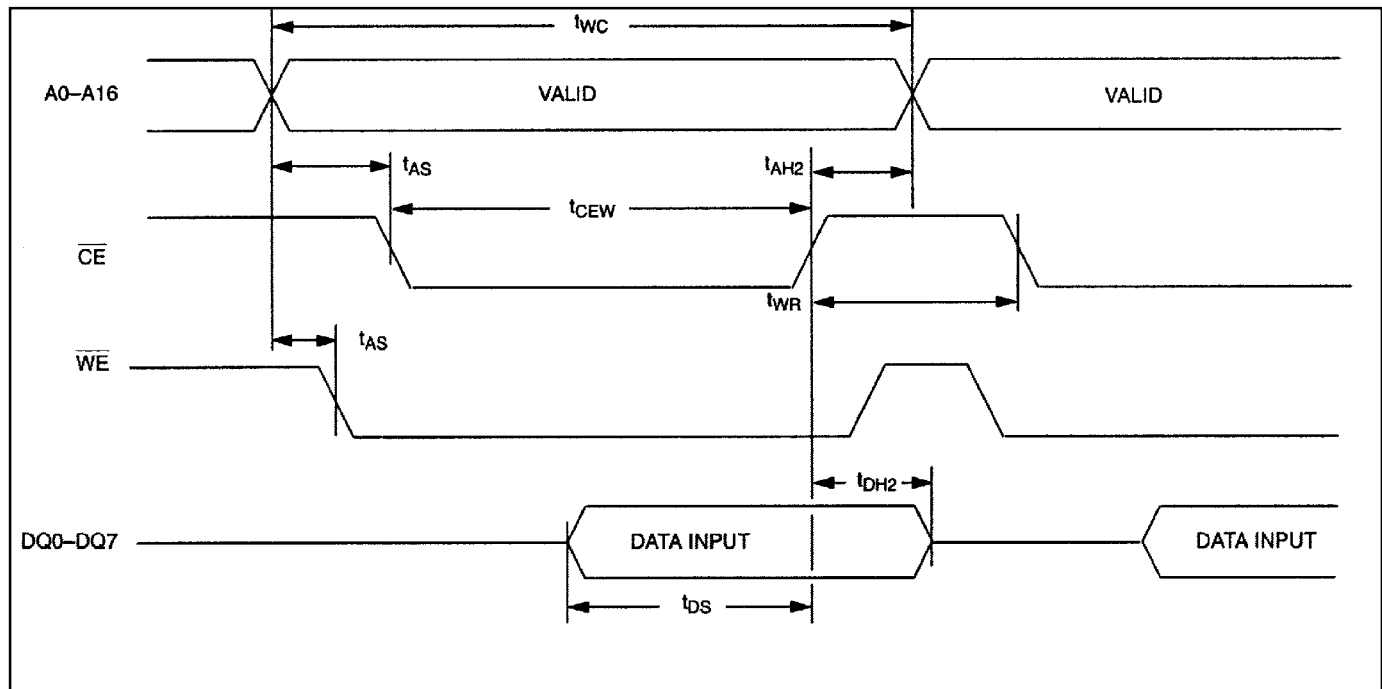 tWC
A0–A16
VALID
VALID
tAS
tAH2
tCEW
CE
tWR
tAS
WE
tDH2
DQ0–DQ7
DATA INPUT
DATA INPUT
tDS